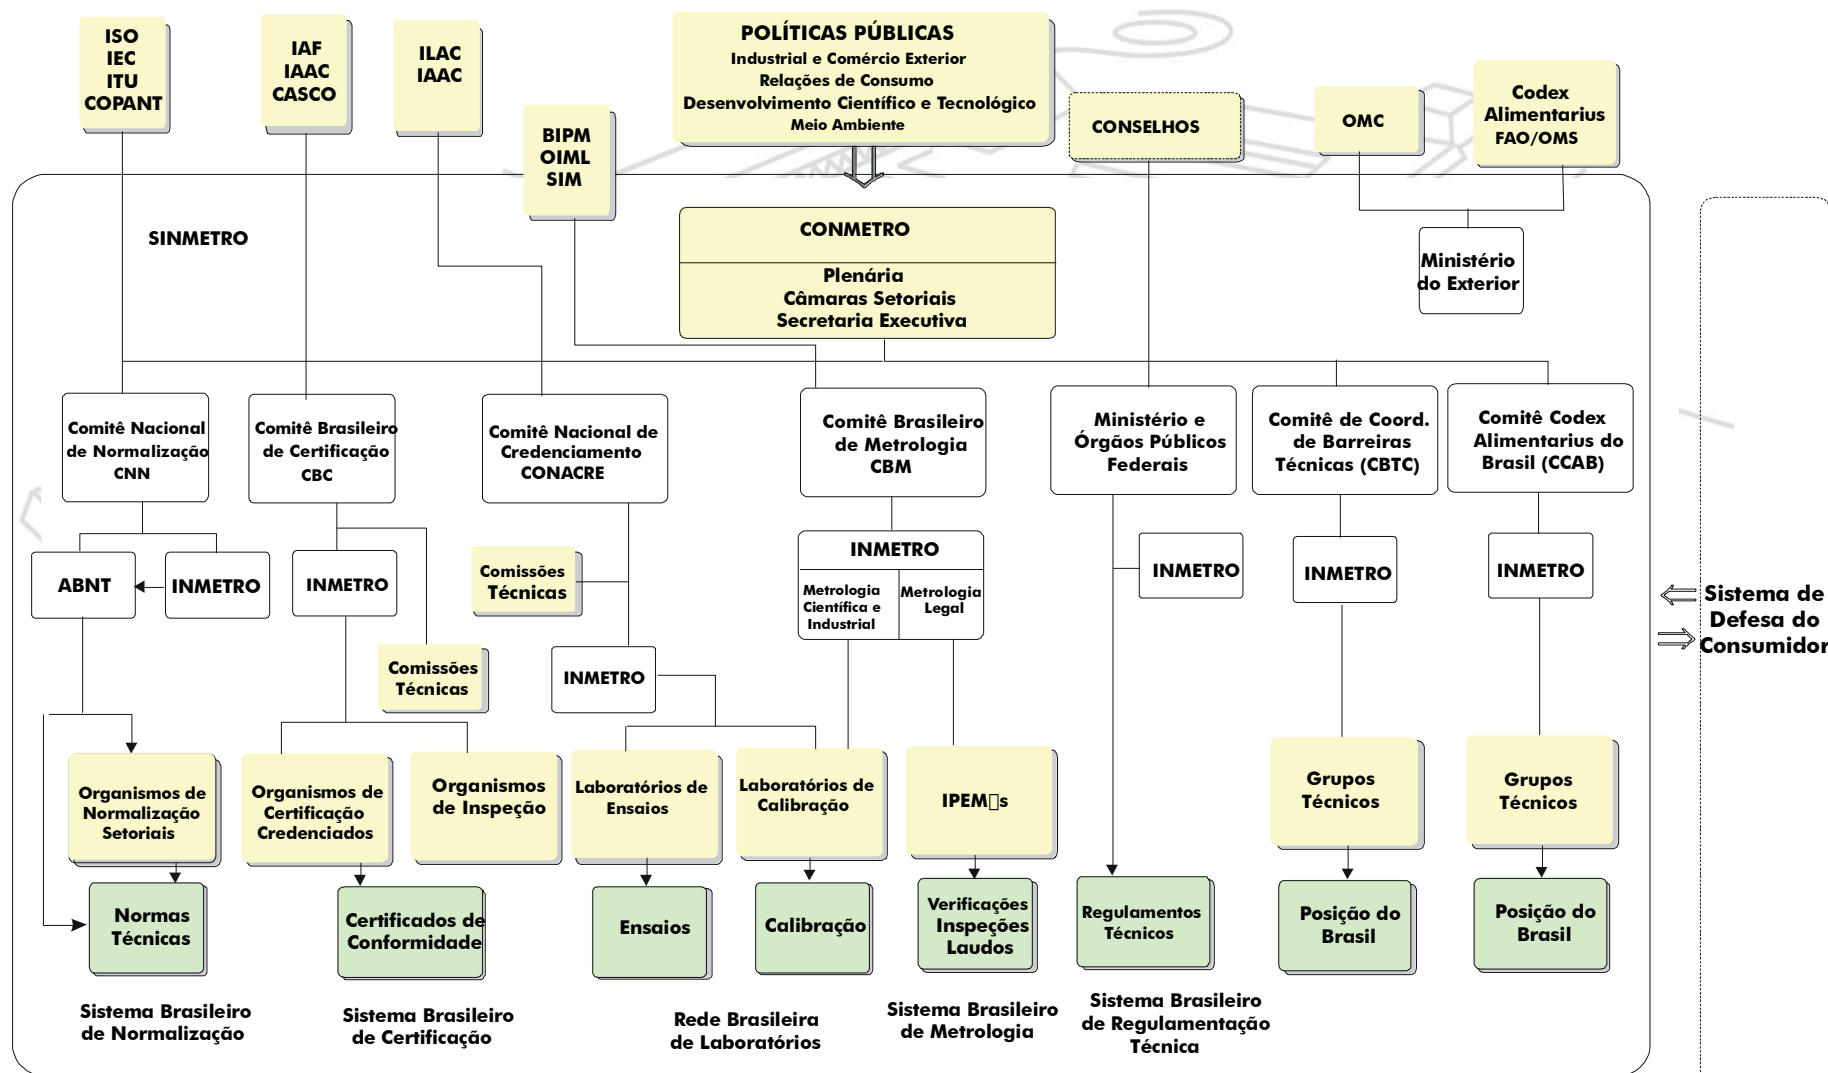 ISO
IEC
ITU
COPANT
IAF
IAAC
CASCO
ILAC
IAAC
BIPM
OIML
SIM
POLÍTICAS PÚBLICAS
Industrial e Comércio Exterior
Relações de Consumo
Desenvolvimento Científico e Tecnológico
Meio Ambiente
CONSELHOS
OMC
Codex
Alimentarius
FAO/OMS
SINMETRO
CONMETRO
Plenária
Câmaras Setoriais
Secretaria Executiva
Ministério
do Exterior
Comitê Nacional
de Normalização
CNN
Comitê Brasileiro
de Certificação
CBC
Comitê Nacional de
Credenciamento
CONACRE
Comitê Brasileiro
de Metrologia
CBM
Ministério e
Órgãos Públicos
Federais
Comitê de Coord.
de Barreiras
Técnicas (CBTC)
Comitê Codex
Alimentarius do
Brasil (CCAB)
ABNT
INMETRO
INMETRO
Comissões
Técnicas
Comissões
Técnicas
INMETRO
INMETRO
Metrologia
Científica e
Industrial
Metrologia
Legal
INMETRO
INMETRO
INMETRO
Sistema de
Defesa do
Consumidor
Organismos de
Normalização
Setoriais
Organismos de
Certificação
Credenciados
Organismos
de Inspeção
Laboratórios de
Ensaios
Laboratórios de
Calibração
IPEM□s
Grupos
Técnicos
Grupos
Técnicos
Normas
Técnicas
Certificados de
Conformidade
Ensaios
Calibração
Verificações
Inspeções
Laudos
Regulamentos
Técnicos
Posição do
Brasil
Posição do
Brasil
Sistema Brasileiro
de Normalização
Sistema Brasileiro
de Certificação
Rede Brasileira
de Laboratórios
Sistema Brasileiro
de Metrologia
Sistema Brasileiro
de Regulamentação
Técnica